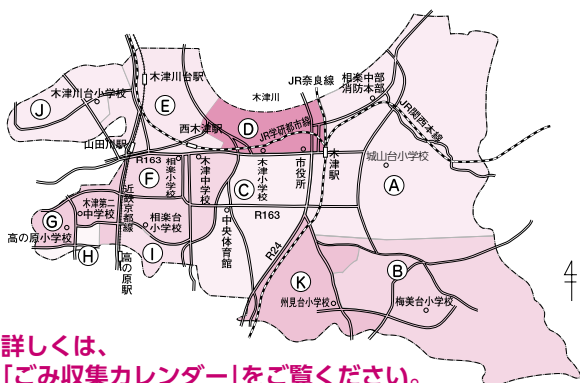 木津川台駅
木津川
JR奈良線
相楽中部
消防本部
木津川台小学校
J
E
西木津駅
D
JR学研都市線
JR関西本線
山田川駅
R163
相楽小学校
木津中学校
木津小学校
市役所
木津駅
城山台小学校
F
C
A
近鉄京都線
木津第二
中学校
相楽台
小学校
R163
G
高の原小学校
中央体育館
H
高の原駅
I
R24
K
州見台小学校
B
梅美台小学校
詳しくは、
「ごみ収集カレンダー」をご覧ください。